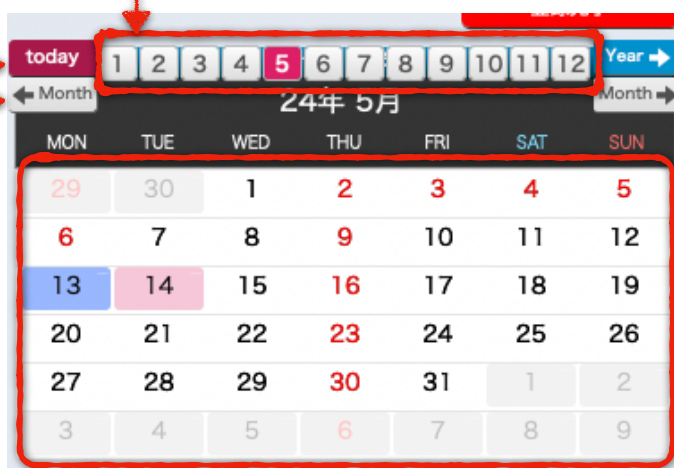 today 1 2 3 4 5 6 7 8 9 10 11 12 Year
Month 24年 5月 Month
MON TUE WED THU FRI SAT SUN
29 30 1 2 3 4 5
6 7 8 9 10 11 12
13 14 15 16 17 18 19
20 21 22 23 24 25 26
27 28 29 30 31 1 2
3 4 5 6 7 8 9